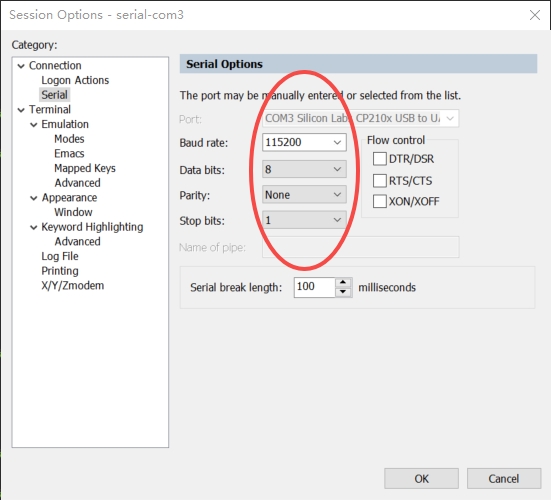 Session Options - serial-com3
Category:
Connection
Logon Actions
Serial
Terminal
Emulation
Modes
Emacs
Mapped Keys
Advanced
Appearance
Window
Keyword Highlighting
Advanced
Log File
Printing
X/Y/Zmodem
Serial Options
The port may be manually entered or selected from the list.
Port: COM3 Silicon Labs CP210x USB to UA
Baud rate: 115200
Data bits: 8
Parity: None
Stop bits: 1
Name of pipe:
Flow control
DTR/DSR
RTS/CTS
XON/XOFF
Serial break length: 100 milliseconds
OK Cancel